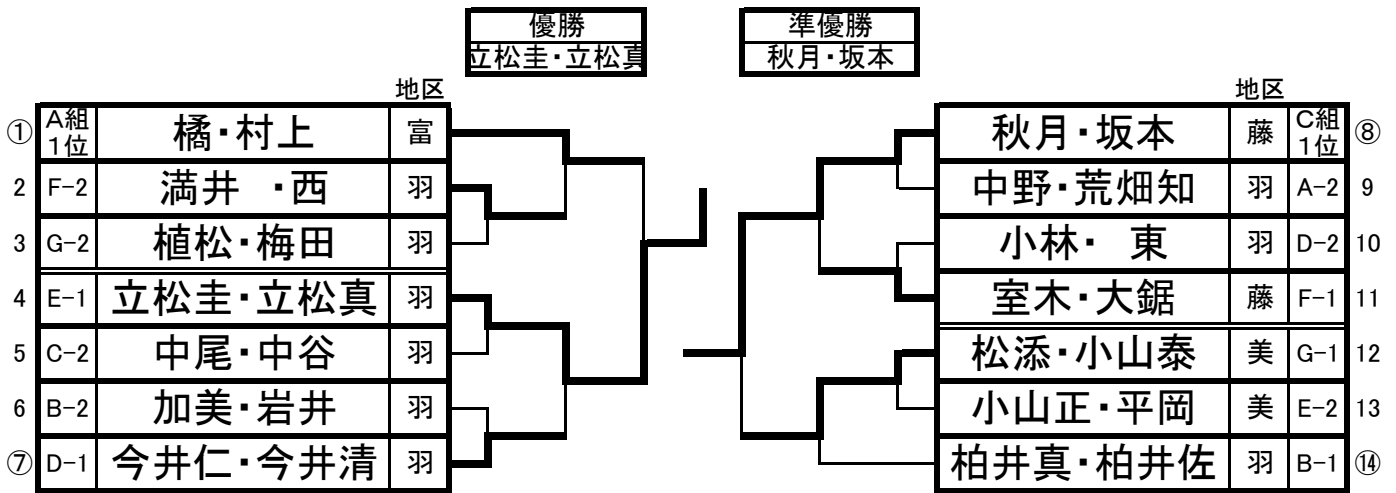 優勝 準優勝
立松圭・立松真 秋月・坂本
地区 地区
① A組1位 橘・村上 富 秋月・坂本 藤 C組1位 ⑧
2 F-2 満井 ・西 羽 中野・荒畑知 羽 A-2 9
3 G-2 植松・梅田 羽 小林・ 東 羽 D-2 10
4 E-1 立松圭・立松真 羽 室木・大鋸 藤 F-1 11
5 C-2 中尾・中谷 羽 松添・小山泰 美 G-1 12
6 B-2 加美・岩井 羽 小山正・平岡 美 E-2 13
⑦ D-1 今井仁・今井清 羽 柏井真・柏井佐 羽 B-1 ⑭